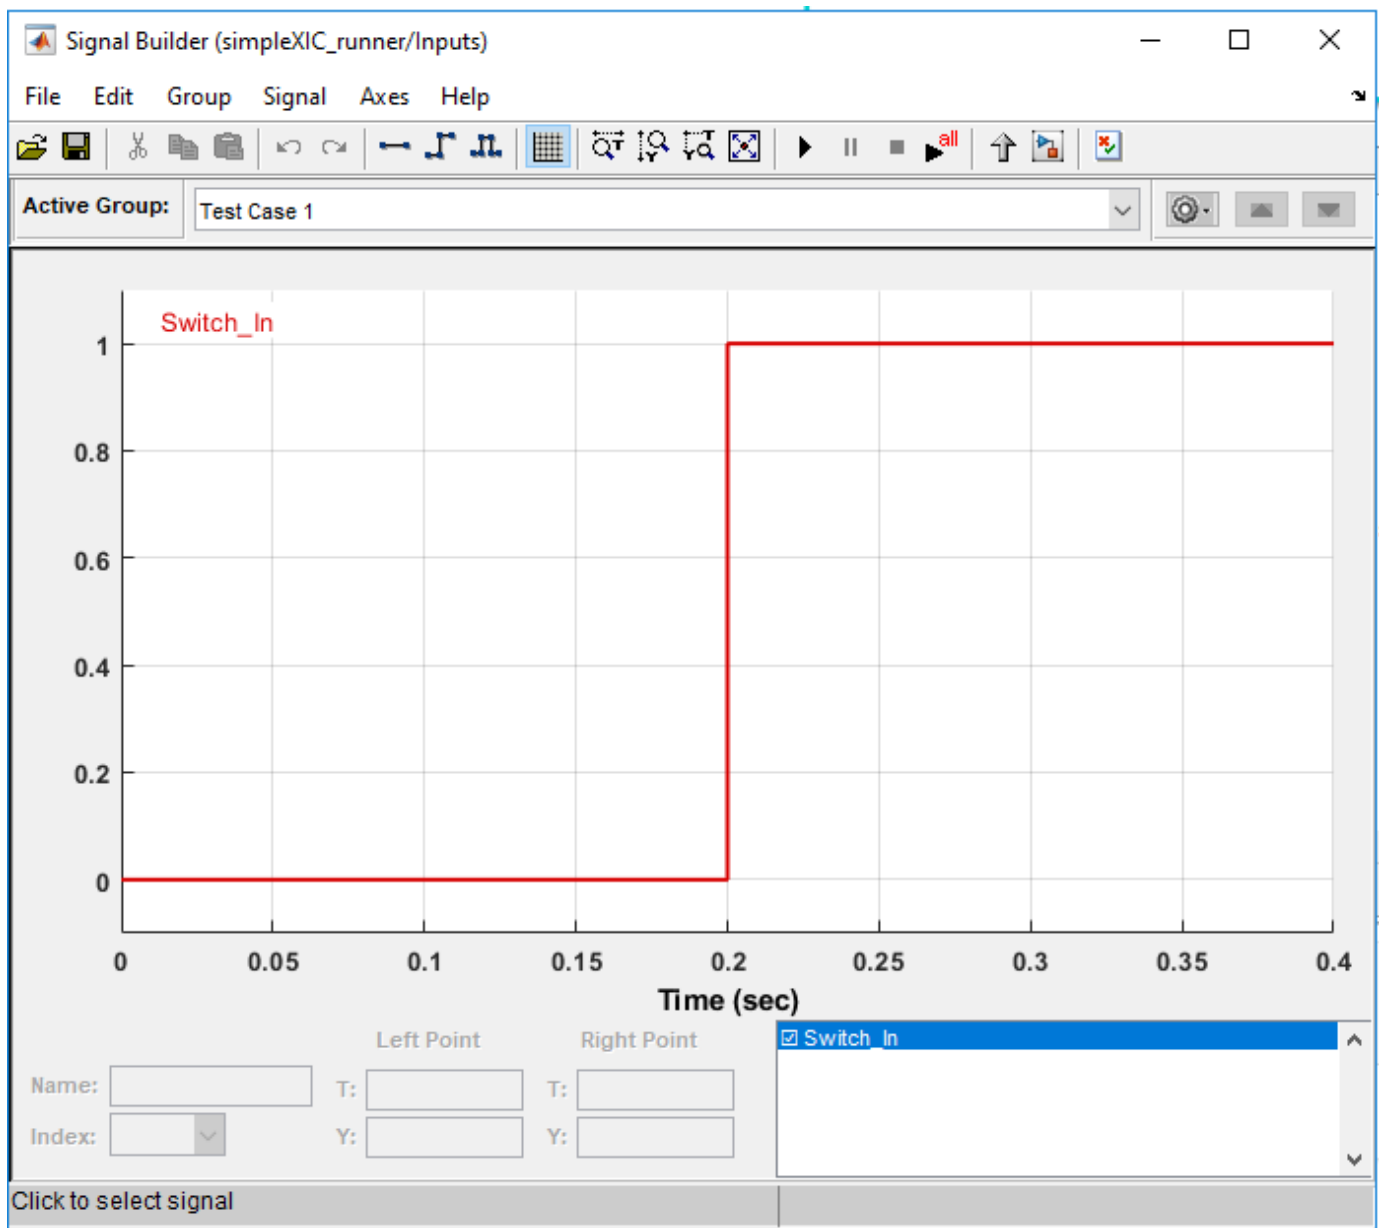 Signal Builder (simpleXIC_runner/Inputs)
File Edit Group Signal Axes Help
all
Active Group: Test Case 1
Switch_In
1
0.8
0.6
0.4
0.2
0
0 0.05 0.1 0.15 0.2 0.25 0.3 0.35 0.4
Time (sec)
Left Point Right Point
Switch_In
Name: T: T:
Index: Y: Y:
Click to select signal